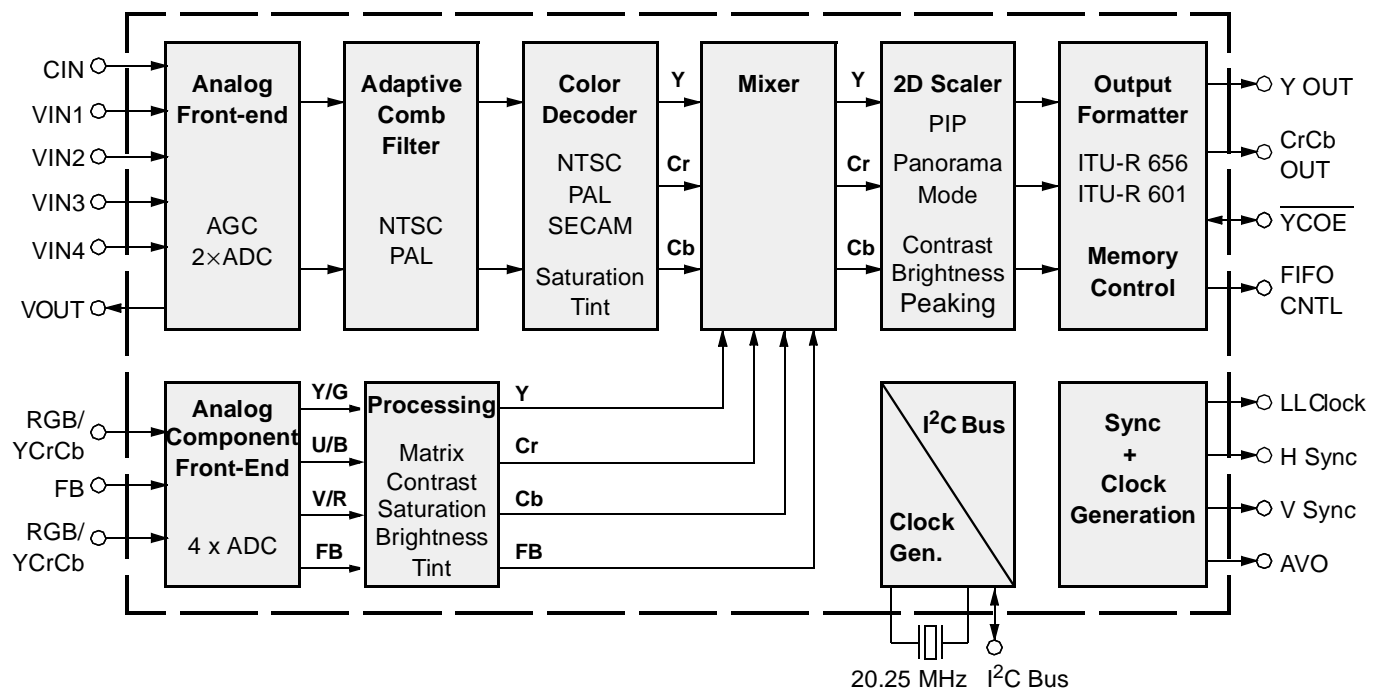 CIN
VIN1
VIN2
VIN3
VIN4
VOUT
Analog
Front-end
AGC
2×ADC
Adaptive
Comb
Filter
NTSC
PAL
Color
Decoder
NTSC
PAL
SECAM
Saturation
Tint
Y
Cr
Cb
Mixer
Y
Cr
Cb
2D Scaler
PIP
Panorama
Mode
Contrast
Brightness
Peaking
Output
Formatter
ITU-R 656
ITU-R 601
Memory
Control
Y OUT
CrCb
OUT
YCOE
FIFO
CNTL
RGB/
YCrCb
FB
RGB/
YCrCb
Analog
Component
Front-End
4 x ADC
Y/G
U/B
V/R
FB
Processing
Matrix
Contrast
Saturation
Brightness
Tint
Y
Cr
Cb
FB
I²C Bus
Clock
Gen.
20.25 MHz
I²C Bus
Sync
+
Clock
Generation
LL Clock
H Sync
V Sync
AVO